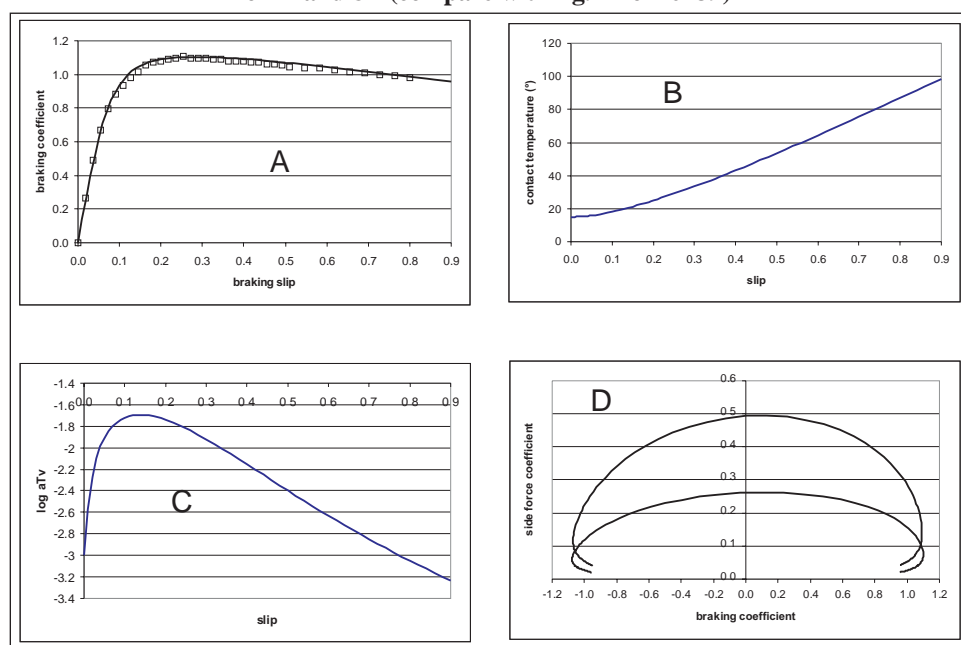 (compare with
1.2
1.0
0.8
0.6
0.4
0.2
0.0
braking coefficient
A
0.0 0.1 0.2 0.3 0.4 0.5 0.6 0.7 0.8 0.9
braking slip
120
100
80
60
40
20
0
contact temperature (°)
B
0.0 0.1 0.2 0.3 0.4 0.5 0.6 0.7 0.8 0.9
slip
-1.4
-1.6
-1.8
-2
-2.2
-2.4
-2.6
-2.8
-3
-3.2
-3.4
log aTv
0.0 0.1 0.2 0.3 0.4 0.5 0.6 0.7 0.8 0.9
C
slip
D
0.6
0.5
0.4
0.3
0.2
0.1
0.0
side force coefficient
-1.2 -1.0 -0.8 -0.6 -0.4 -0.2 0.0 0.2 0.4 0.6 0.8 1.0 1.2
braking coefficient